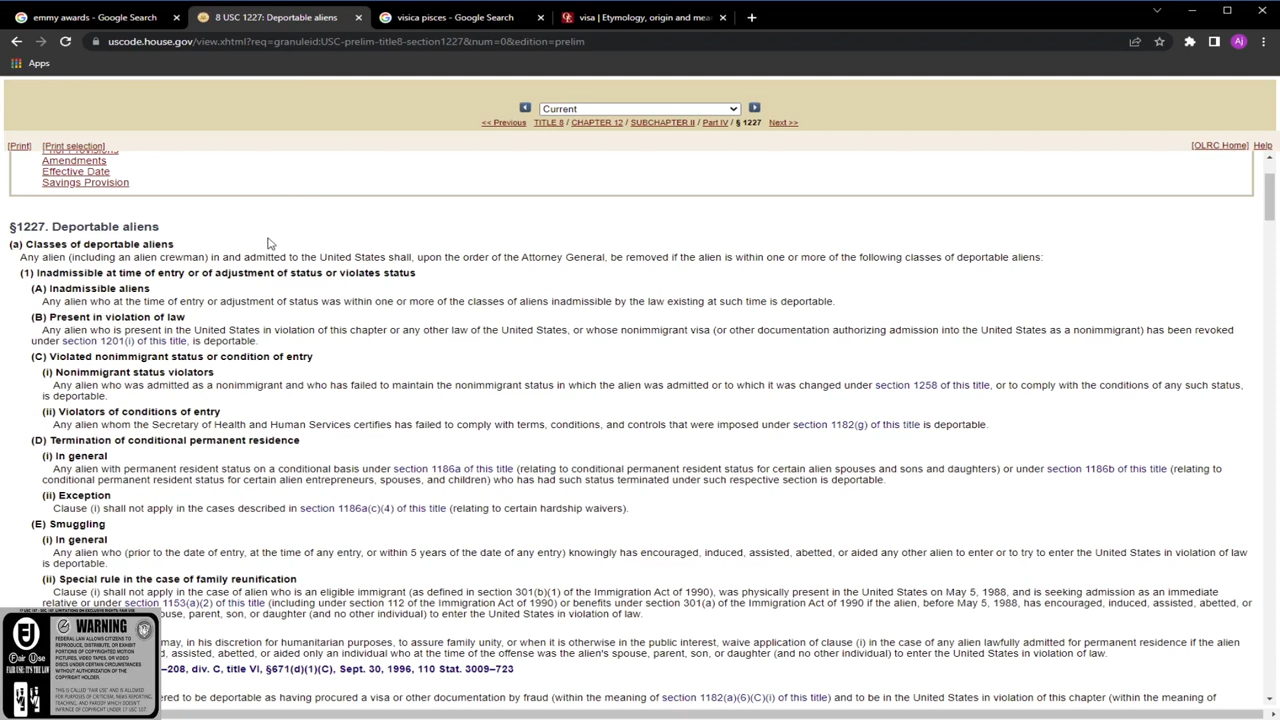 emmy awards - Google Search
8 USC 1227: Deportable aliens
visica pisces - Google Search
visa | Etymology, origin and mea
uscode.house.gov/view.xhtml?req=granuleid:USC-prelim-title8-section1227&num=0&edition=prelim
Aj
Apps
Current
<< Previous TITLE 8 / CHAPTER 12 / SUBCHAPTER II / Part IV / § 1227 Next >>
[Print] [Print selection]
[OLRC Home] Help
Amendments
Effective Date
Savings Provision
§1227. Deportable aliens
(a) Classes of deportable aliens
Any alien (including an alien crewman) in and admitted to the United States shall, upon the order of the Attorney General, be removed if the alien is within one or more of the following classes of deportable aliens:
(1) Inadmissible at time of entry or of adjustment of status or violates status
(A) Inadmissible aliens
Any alien who at the time of entry or adjustment of status was within one or more of the classes of aliens inadmissible by the law existing at such time is deportable.
(B) Present in violation of law
Any alien who is present in the United States in violation of this chapter or any other law of the United States, or whose nonimmigrant visa (or other documentation authorizing admission into the United States as a nonimmigrant) has been revoked
under section 1201(i) of this title, is deportable.
(C) Violated nonimmigrant status or condition of entry
(i) Nonimmigrant status violators
Any alien who was admitted as a nonimmigrant and who has failed to maintain the nonimmigrant status in which the alien was admitted or to which it was changed under section 1258 of this title, or to comply with the conditions of any such status,
is deportable.
(ii) Violators of conditions of entry
Any alien whom the Secretary of Health and Human Services certifies has failed to comply with terms, conditions, and controls that were imposed under section 1182(g) of this title is deportable.
(D) Termination of conditional permanent residence
(i) In general
Any alien with permanent resident status on a conditional basis under section 1186a of this title (relating to conditional permanent resident status for certain alien spouses and sons and daughters) or under section 1186b of this title (relating to
conditional permanent resident status for certain alien entrepreneurs, spouses, and children) who has had such status terminated under such respective section is deportable.
(ii) Exception
Clause (i) shall not apply in the cases described in section 1186a(c)(4) of this title (relating to certain hardship waivers).
(E) Smuggling
(i) In general
Any alien who (prior to the date of entry, at the time of any entry, or within 5 years of the date of any entry) knowingly has encouraged, induced, assisted, abetted, or aided any other alien to enter or to try to enter the United States in violation of law
is deportable.
(ii) Special rule in the case of family reunification
Clause (i) shall not apply in the case of alien who is an eligible immigrant (as defined in section 301(b)(1) of the Immigration Act of 1990), was physically present in the United States on May 5, 1988, and is seeking admission as an immediate
relative or under section 1153(a)(2) of this title (including under section 112 of the Immigration Act of 1990) or benefits under section 301(a) of the Immigration Act of 1990 if the alien, before May 5, 1988, has encouraged, induced, assisted, abetted, or
spouse, parent, son, or daughter (and no other individual) to enter the United States in violation of law.
may, in his discretion for humanitarian purposes, to assure family unity, or when it is otherwise in the public interest, waive application of clause (i) in the case of any alien lawfully admitted for permanent residence if the alien
, assisted, abetted, or aided only an individual who at the time of the offense was the alien's spouse, parent, son, or daughter (and no other individual) to enter the United States in violation of law.
–208, div. C, title VI, §671(d)(1)(C), Sept. 30, 1996, 110 Stat. 3009–723.
ered to be deportable as having procured a visa or other documentation by fraud (within the meaning of section 1182(a)(6)(C)(i) of this title) and to be in the United States in violation of this chapter (within the meaning of
WARNING
FEDERAL LAW ALLOWS CITIZENS TO
REPRODUCE, DISTRIBUTE, OR EXHIBIT
PORTIONS OF COPYRIGHTED MOTION
PICTURES, VIDEO TAPES, OR VIDEO
DISCS UNDER CERTAIN CIRCUMSTANCES
WITHOUT AUTHORIZATION OF THE
COPYRIGHT HOLDER.
THIS IS CALLED "FAIR USE" AND IS ALLOWED
FOR PURPOSES OF CRITICISM, NEWS REPORTING,
TEACHING, AND PARODY WHICH DOESN'T
INFRINGE OF COPYRIGHT UNDER 17 USC 107.
Fair Use
FAIR USE: IT'S THE LAW